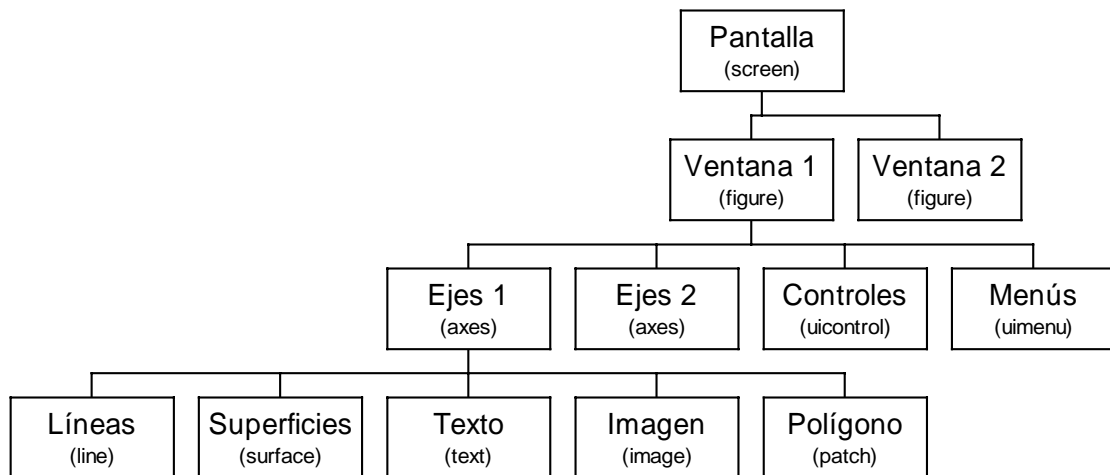 Pantalla
(screen)
Ventana 1
(figure)
Ventana 2
(figure)
Ejes 1
(axes)
Ejes 2
(axes)
Controles
(uicontrol)
Menús
(uimenu)
Líneas
(line)
Superficies
(surface)
Texto
(text)
Imagen
(image)
Polígono
(patch)